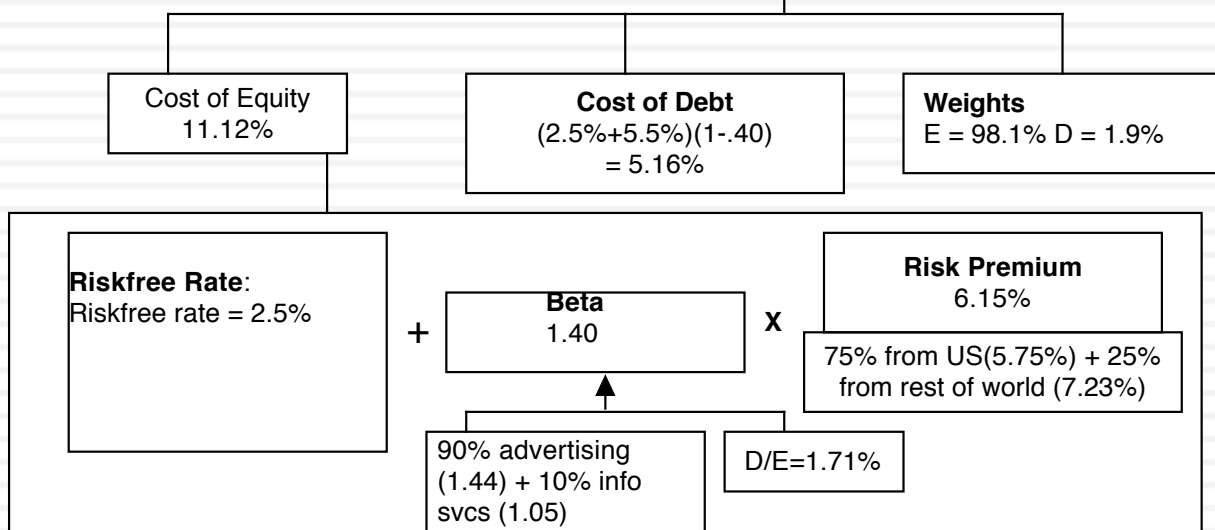 Cost of Equity
11.12%
Cost of Debt
(2.5%+5.5%)(1-.40)
= 5.16%
Weights
E = 98.1% D = 1.9%
Riskfree Rate:
Riskfree rate = 2.5%
+
Beta
1.40
X
Risk Premium
6.15%
75% from US(5.75%) + 25%
from rest of world (7.23%)
90% advertising
(1.44) + 10% info
svcs (1.05)
D/E=1.71%